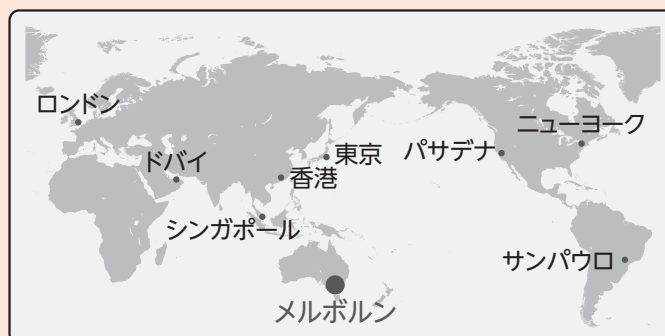 ロンドン
ニューヨーク
ドバイ
東京
パサデナ
香港
シンガポール
サンパウロ
メルボルン